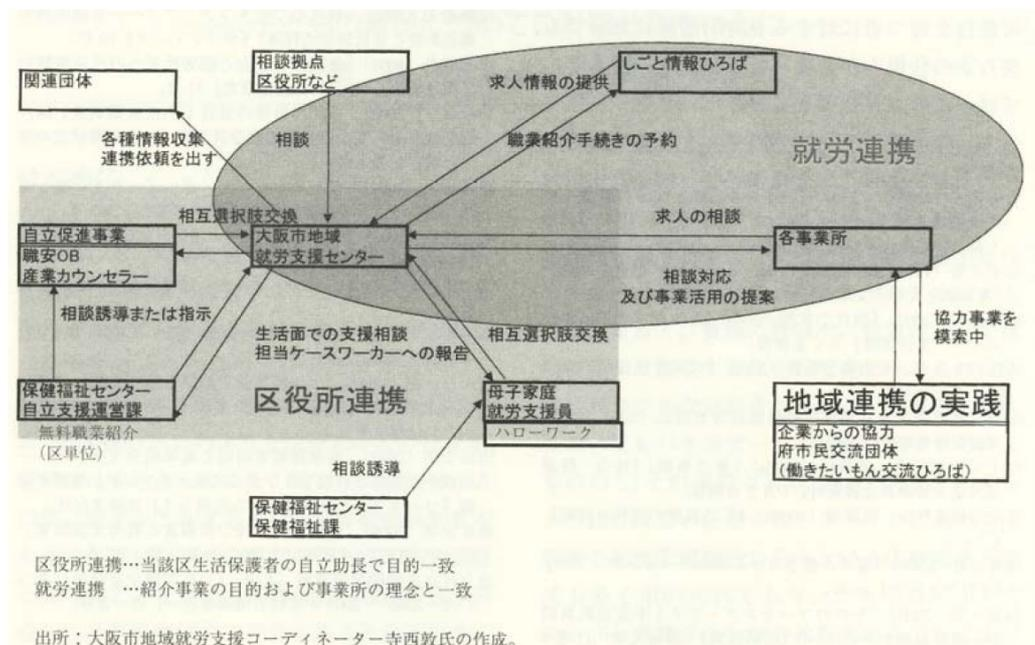 関連団体
相談拠点
区役所など
しごと情報ひろば
求人情報の提供
各種情報収集
連携依頼を出す
相談
職業紹介手続きの予約
就労連携
相互選択肢交換
求人の相談
自立促進事業
職安OB
産業カウンセラー
大阪市地域
就労支援センター
各事業所
相談対応
及び事業活用の提案
相談誘導または指示
生活面での支援相談
担当ケースワーカーへの報告
相互選択肢交換
協力事業を
模索中
保健福祉センター
自立支援運営課
区役所連携
母子家庭
就労支援員
ハローワーク
地域連携の実践
企業からの協力
府市民交流団体
(働きたいもん交流ひろば)
無料職業紹介
(区単位)
相談誘導
保健福祉センター
保健福祉課
区役所連携…当該区生活保護者の自立助長で目的一致
就労連携 …紹介事業の目的および事業所の理念と一致
出所:大阪市地域就労支援コーディネーター寺西敦氏の作成。